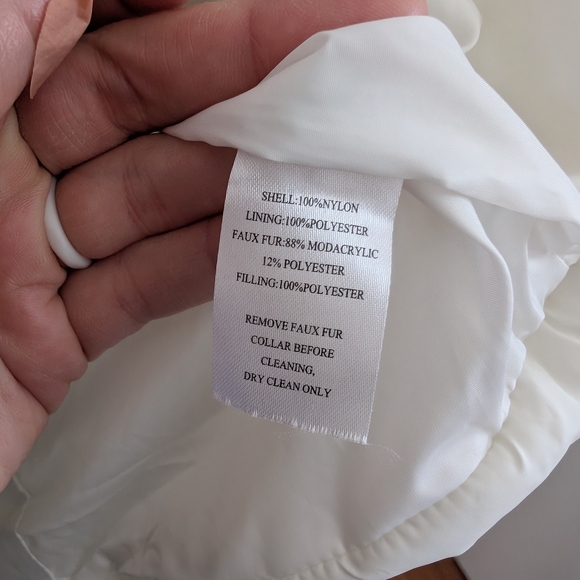 SHELL:100%NYLON
LINING:100%POLYESTER
FAUX FUR:88% MODACRYLIC
12% POLYESTER
FILLING:100%POLYESTER
REMOVE FAUX FUR
COLLAR BEFORE
CLEANING,
DRY CLEAN ONLY